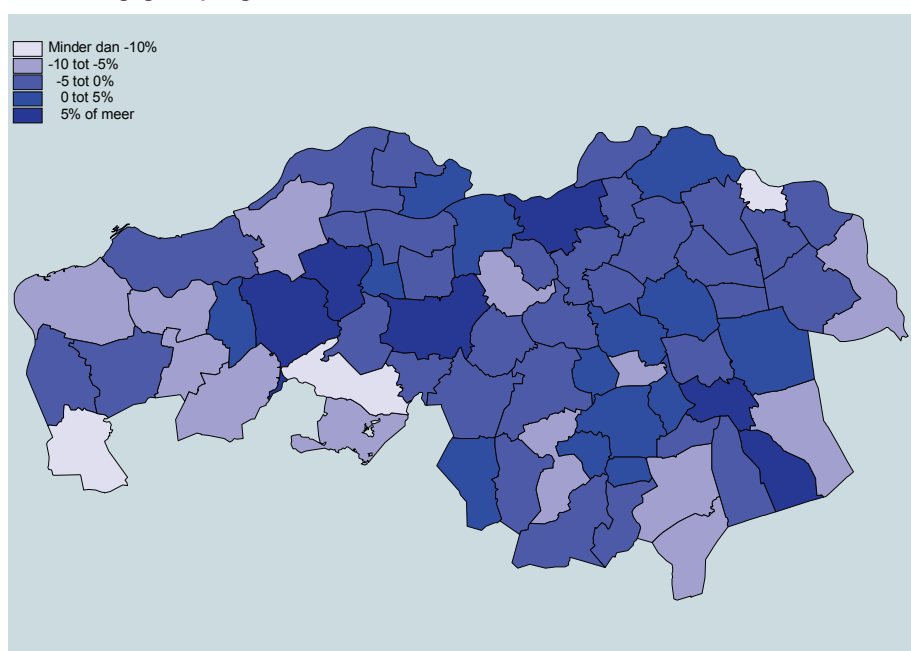 Minder dan -10%
-10 tot -5%
-5 tot 0%
0 tot 5%
5% of meer